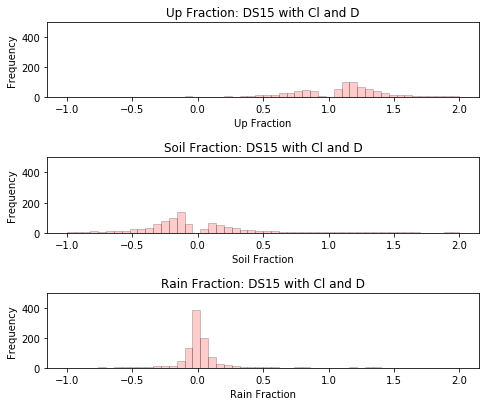 Up Fraction: DS15 with Cl and D
Frequency
400
200
0
−1.0 −0.5 0.0 0.5 1.0 1.5 2.0
Up Fraction
Soil Fraction: DS15 with Cl and D
Frequency
400
200
0
−1.0 −0.5 0.0 0.5 1.0 1.5 2.0
Soil Fraction
Rain Fraction: DS15 with Cl and D
Frequency
400
200
0
−1.0 −0.5 0.0 0.5 1.0 1.5 2.0
Rain Fraction